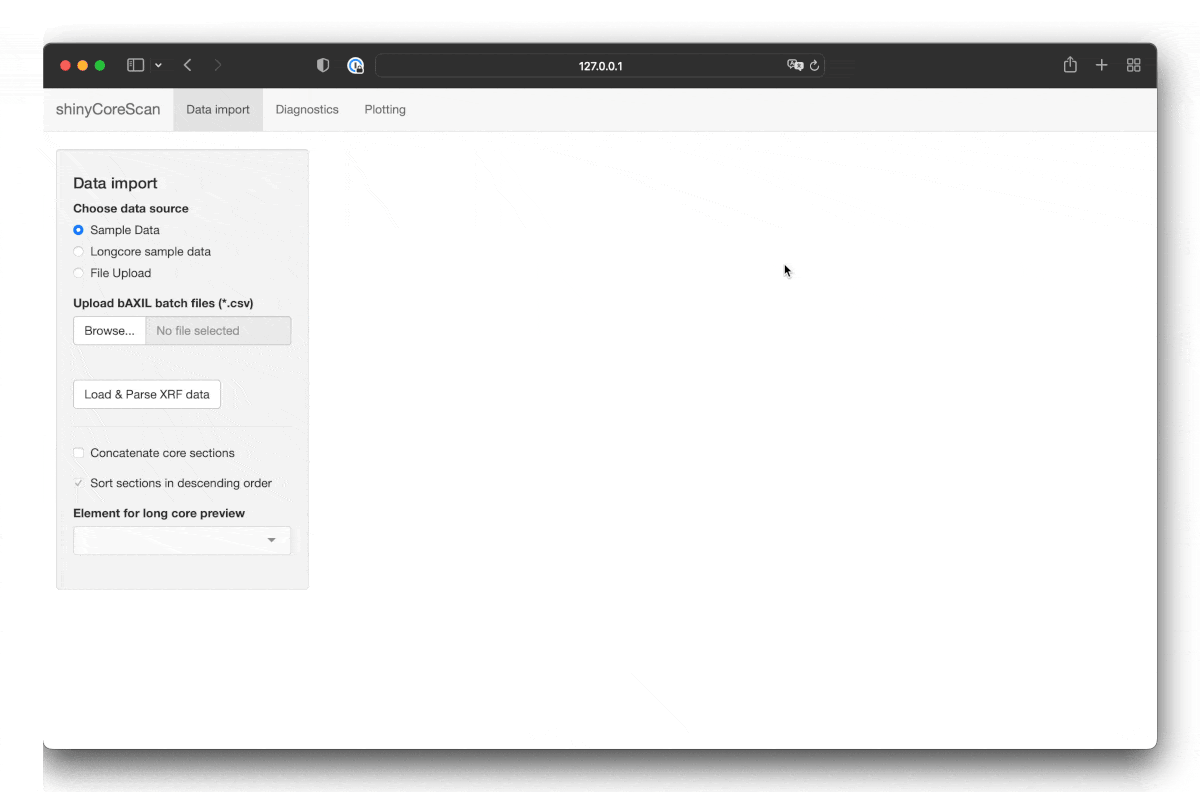 127.0.0.1
shinyCoreScan Data import Diagnostics Plotting
Data import
Choose data source
Sample Data
Longcore sample data
File Upload
Upload bAXIL batch files (*.csv)
Browse... No file selected
Load & Parse XRF data
Concatenate core sections
Sort sections in descending order
Element for long core preview